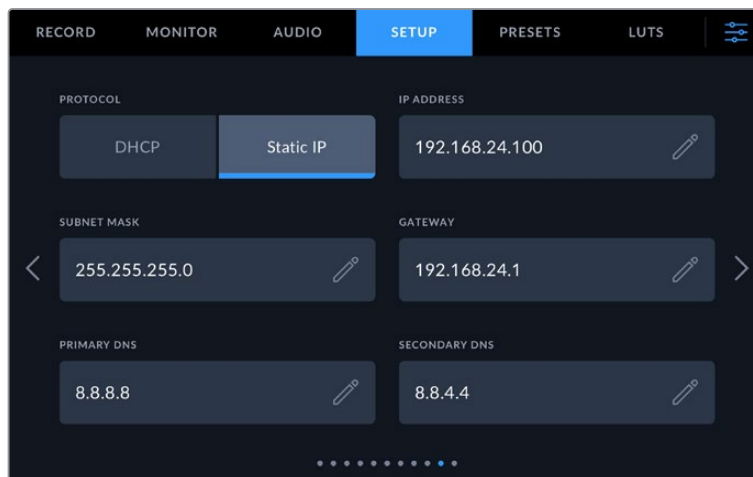 RECORD MONITOR AUDIO SETUP PRESETS LUTS
PROTOCOL IP ADDRESS
DHCP Static IP 192.168.24.100
SUBNET MASK GATEWAY
255.255.255.0 192.168.24.1
PRIMARY DNS SECONDARY DNS
8.8.8.8 8.8.4.4